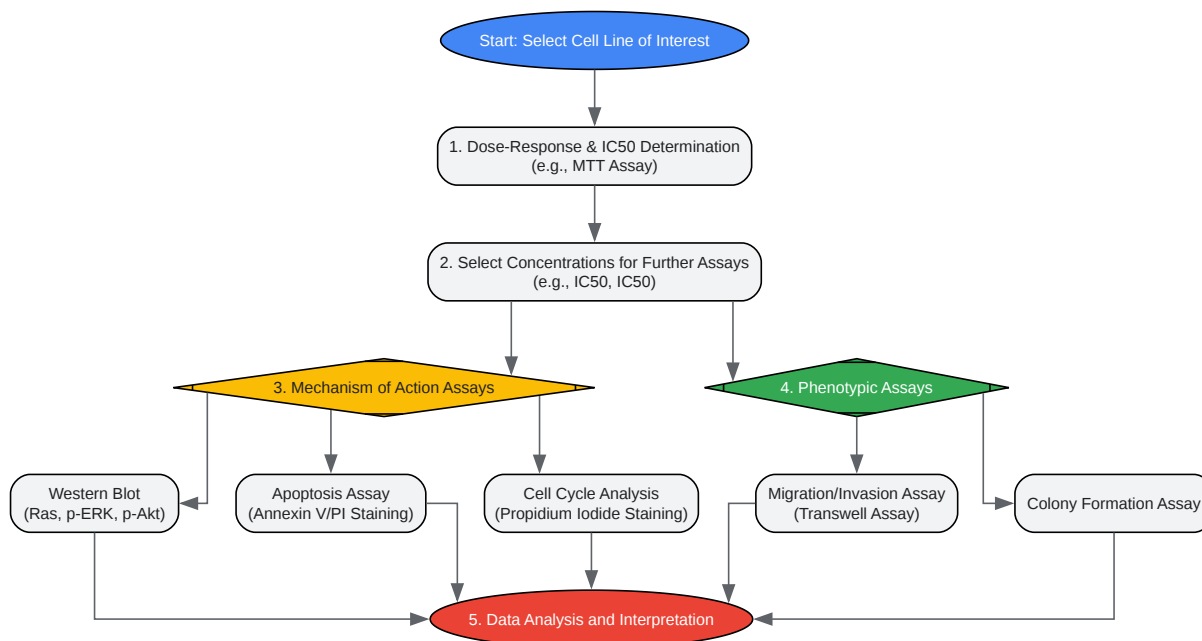 Start: Select Cell Line of Interest
1. Dose-Response & IC50 Determination
(e.g., MTT Assay)
2. Select Concentrations for Further Assays
(e.g., IC50, IC50)
3. Mechanism of Action Assays
4. Phenotypic Assays
Western Blot
(Ras, p-ERK, p-Akt)
Apoptosis Assay
(Annexin V/PI Staining)
Cell Cycle Analysis
(Propidium Iodide Staining)
Migration/Invasion Assay
(Transwell Assay)
Colony Formation Assay
5. Data Analysis and Interpretation